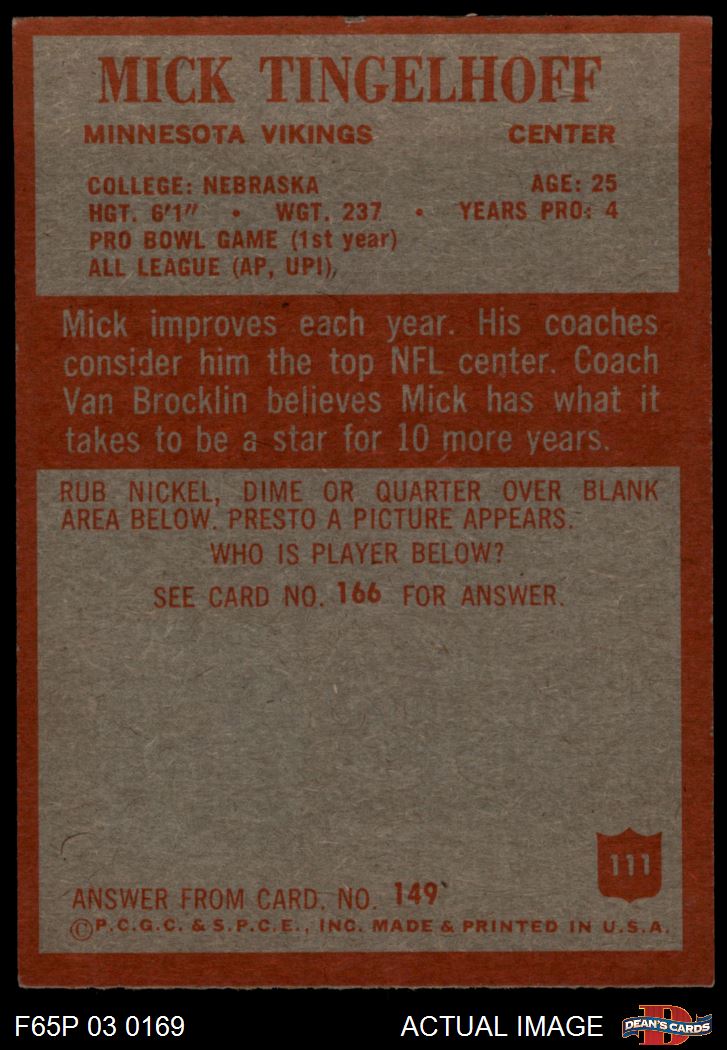 MICK TINGELHOFF
MINNESOTA VIKINGS CENTER
COLLEGE: NEBRASKA AGE: 25
HGT. 6'1" • WGT. 237 • YEARS PRO: 4
PRO BOWL GAME (1st year)
ALL LEAGUE (AP, UPI),
Mick improves each year. His coaches
consider him the top NFL center. Coach
Van Brocklin believes Mick has what it
takes to be a star for 10 more years.
RUB NICKEL, DIME OR QUARTER OVER BLANK
AREA BELOW. PRESTO A PICTURE APPEARS.
WHO IS PLAYER BELOW?
SEE CARD NO. 166 FOR ANSWER.
111
ANSWER FROM CARD. NO. 149
©P.C.G.C. & S.P.C.E., INC. MADE & PRINTED IN U.S.A.
F65P 03 0169 ACTUAL IMAGE
D
DEAN'S CARDS